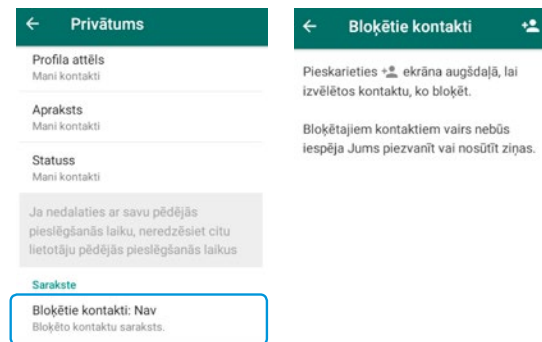 Privātums
Profila attēls
Mani kontakti
Apraksts
Mani kontakti
Statuss
Mani kontakti
Ja nedalaties ar savu pēdējās
pieslēgšanās laiku, neredzēsiet citu
lietotāju pēdējās pieslēgšanās laikus
Sarakste
Bloķētie kontakti: Nav
Bloķēto kontaktu saraksts.
Bloķētie kontakti
Pieskarieties ekrāna augšdaļā, lai
izvēlētos kontaktu, ko bloķēt.
Bloķētajiem kontaktiem vairs nebūs
iespēja Jums piezvanīt vai nosūtīt ziņas.